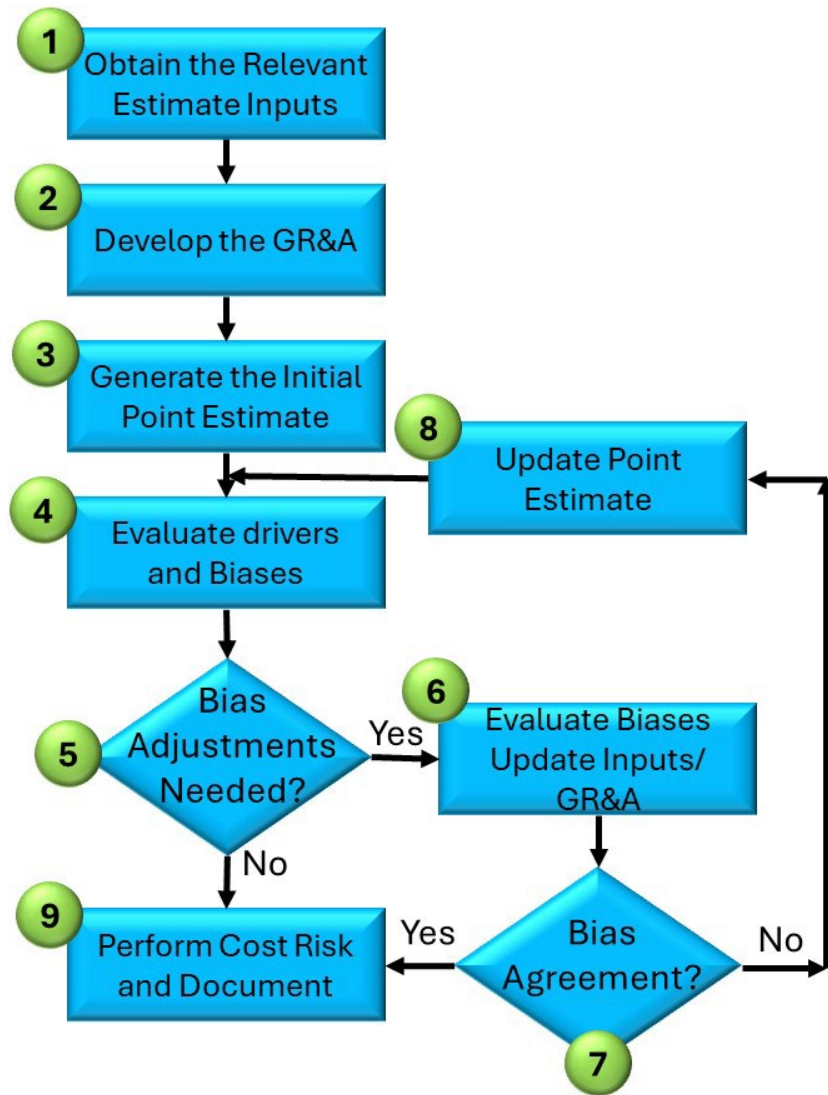 1
Obtain the Relevant
Estimate Inputs
2
Develop the GR&A
3
Generate the Initial
Point Estimate
8
Update Point
Estimate
4
Evaluate drivers
and Biases
5
Bias
Adjustments
Needed?
Yes
6
Evaluate Biases
Update Inputs/
GR&A
No
9
Perform Cost Risk
and Document
Yes
Bias
Agreement?
No
7